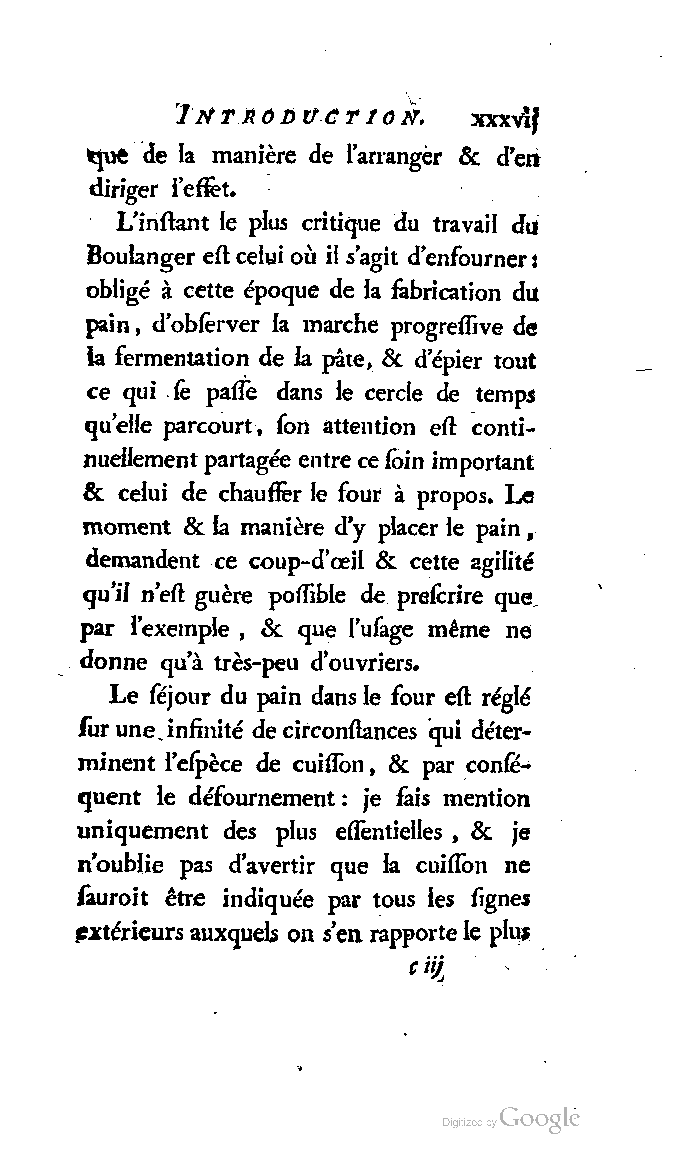 INTRODUCTION. xxxvij
que de la manière de l'arranger & d'en
diriger l'effet.
L'inſtant le plus critique du travail du
Boulanger eſt celui où il s'agit d'enfourner :
obligé à cette époque de la fabrication du
pain, d'obſerver la marche progreſſive de
la fermentation de la pâte, & d'épier tout
ce qui ſe paſſe dans le cercle de temps
qu'elle parcourt, ſon attention eſt conti-
nuellement partagée entre ce ſoin important
& celui de chauffer le four à propos. Le
moment & la manière d'y placer le pain,
demandent ce coup-d'œil & cette agilité
qu'il n'eſt guère poſſible de preſcrire que
par l'exemple, & que l'uſage même ne
donne qu'à très-peu d'ouvriers.
Le ſéjour du pain dans le four eſt réglé
ſur une infinité de circonſtances qui déter-
minent l'eſpèce de cuiſſon, & par conſé-
quent le défournement : je fais mention
uniquement des plus eſſentielles, & je
n'oublie pas d'avertir que la cuiſſon ne
ſauroit être indiquée par tous les ſignes
extérieurs auxquels on s'en rapporte le plus
c iij
Digitized by Google